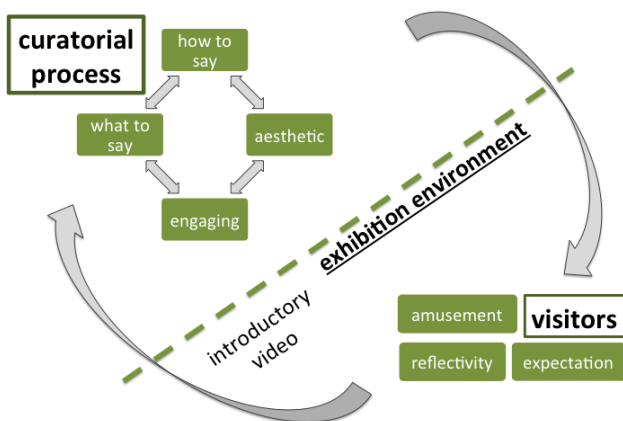 curatorial
process
how to
say
what to
say
aesthetic
engaging
exhibition environment
introductory
video
amusement
visitors
reflectivity
expectation